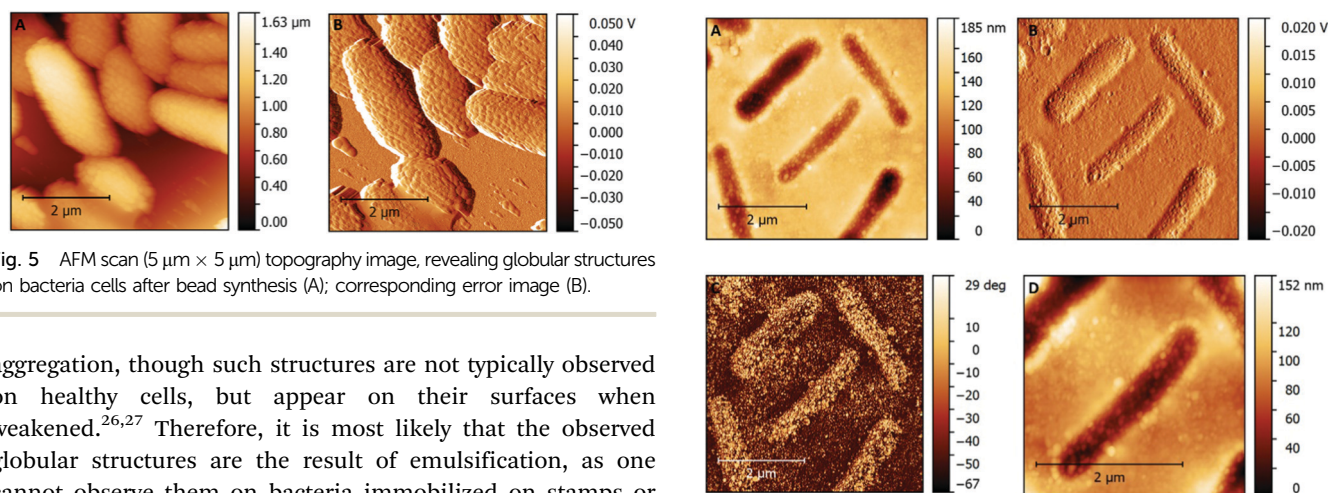 A
1.63 µm
1.40
1.20
1.00
0.80
0.60
0.40
0.00
2 µm
B
0.050 V
0.040
0.030
0.020
0.010
0.000
−0.010
−0.020
−0.030
−0.050
2 µm
ig. 5 AFM scan (5 µm × 5 µm) topography image, revealing globular structures
on bacteria cells after bead synthesis (A); corresponding error image (B).
aggregation, though such structures are not typically observed
on healthy cells, but appear on their surfaces when
weakened.26,27 Therefore, it is most likely that the observed
globular structures are the result of emulsification, as one
cannot observe them on bacteria immobilized on stamps or
A
185 nm
160
140
120
100
80
60
40
0
2 µm
B
0.020 V
0.015
0.010
0.005
0.000
−0.005
−0.010
−0.020
2 µm
C
29 deg
10
0
−10
−20
−30
−40
−50
−67
2 µm
D
152 nm
120
100
80
60
40
0
2 µm